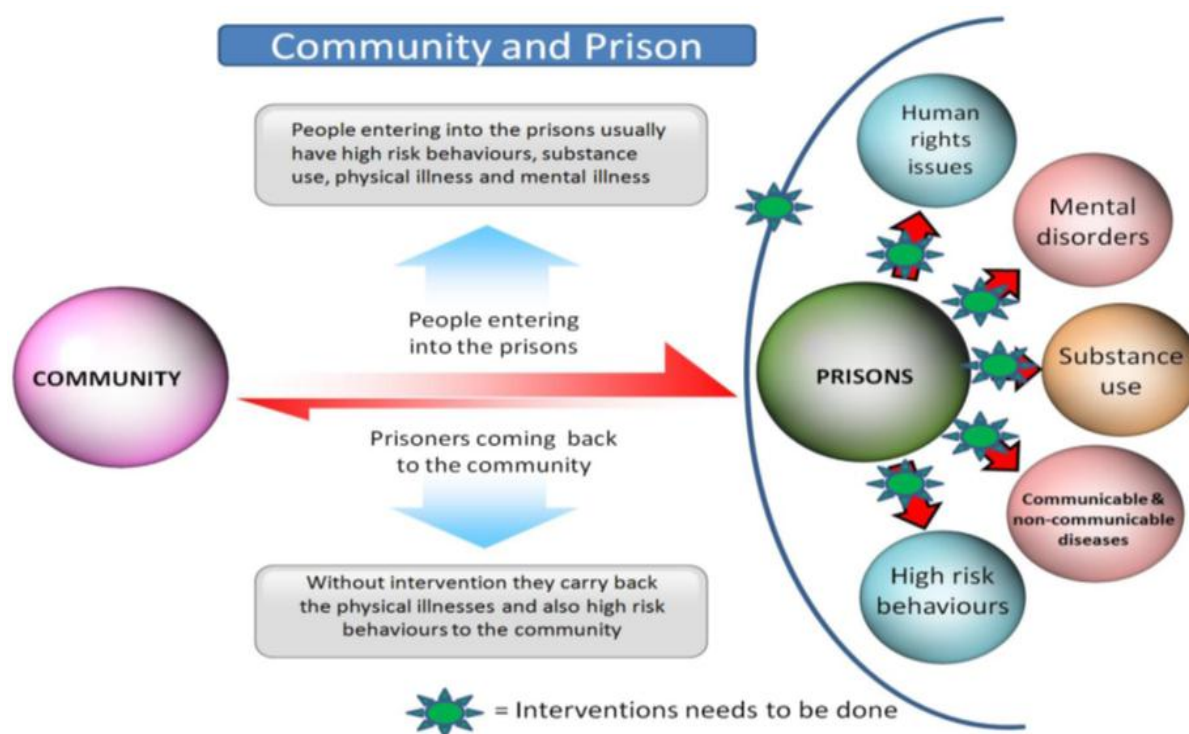 Community and Prison
People entering into the prisons usually
have high risk behaviours, substance
use, physical illness and mental illness
People entering
into the prisons
COMMUNITY
Prisoners coming back
to the community
Without intervention they carry back
the physical illnesses and also high risk
behaviours to the community
PRISONS
Human
rights
issues
Mental
disorders
Substance
use
Communicable &
non-communicable
diseases
High risk
behaviours
= Interventions needs to be done